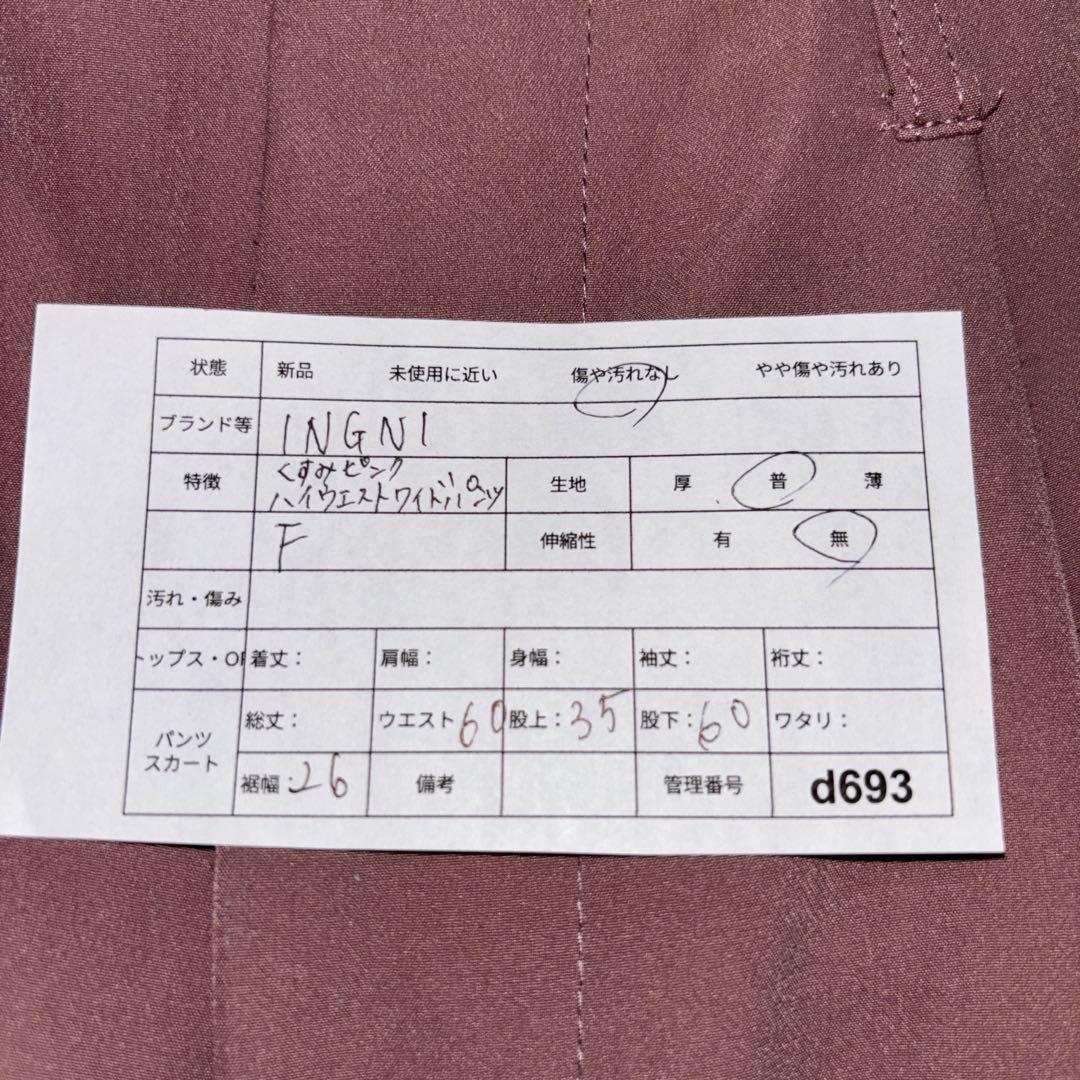 状態 新品 未使用に近い 傷や汚れなし やや傷や汚れあり
ブランド等 INGNI
特徴 くすみピンク
ハイウエストワイドパンツ 生地 厚 普 薄
F 伸縮性 有 無
汚れ・傷み
トップス・OP 着丈： 肩幅： 身幅： 袖丈： 裄丈：
パンツ
スカート 総丈： ウエスト 60 股上：35 股下：60 ワタリ：
裾幅：26 備考 管理番号 d693